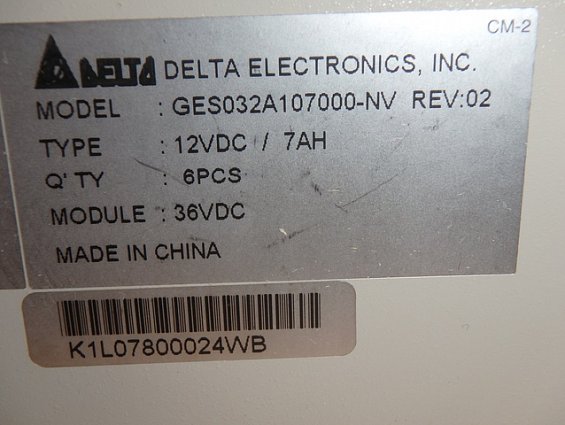 CM-2
DELTA DELTA ELECTRONICS, INC.
MODEL : GES032A107000-NV REV:02
TYPE : 12VDC / 7AH
Q'TY : 6PCS
MODULE : 36VDC
MADE IN CHINA
K1L07800024WB